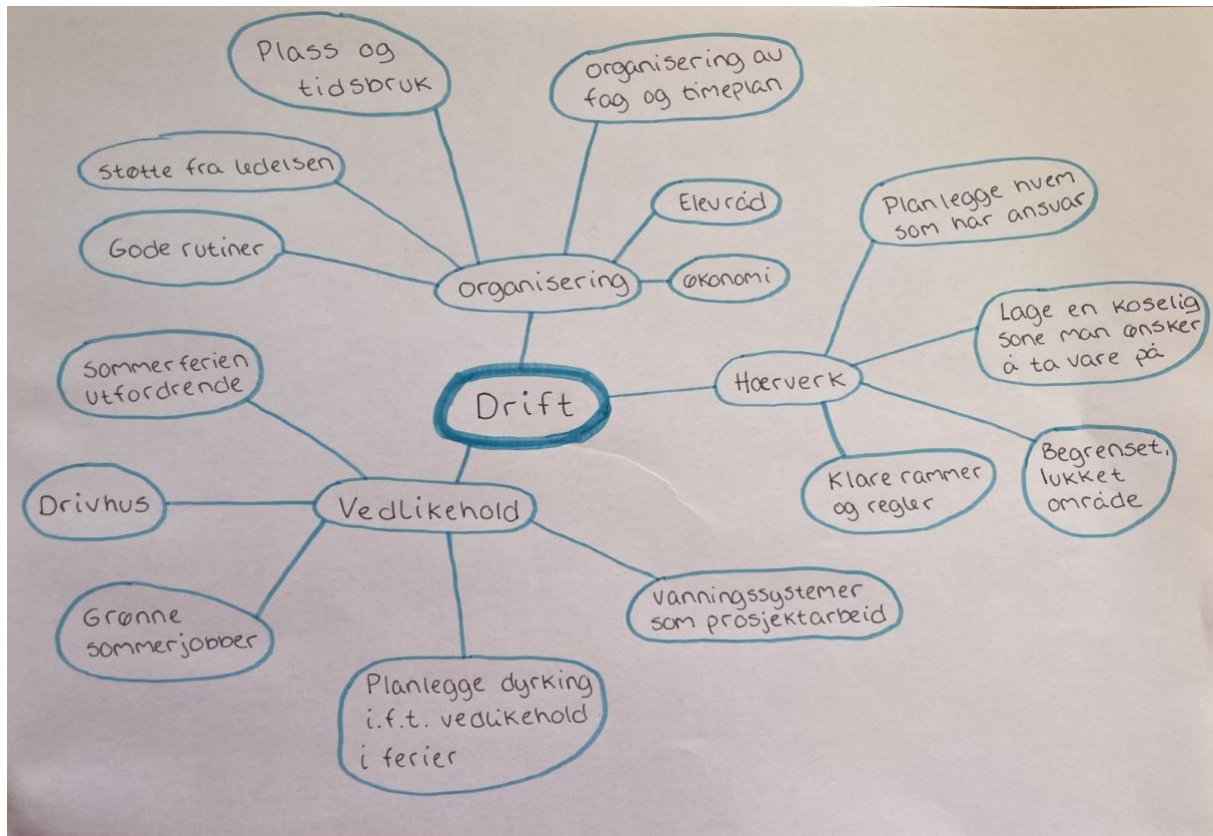 Plass og
tidsbruk
organisering av
fag og timeplan
støtte fra ledelsen
Elevråd
Gode rutiner
økonomi
organisering
Planlegge hvem
som har ansvar
Lage en koselig
sone man ønsker
å ta vare på
Hærverk
Begrenset,
lukket
område
Klare rammer
og regler
Drift
Sommerferien
utfordrende
Drivhus
Vedlikehold
Grønne
sommerjobber
Planlegge dyrking
i.f.t. vedlikehold
i ferier
vanningssystemer
som prosjektarbeid